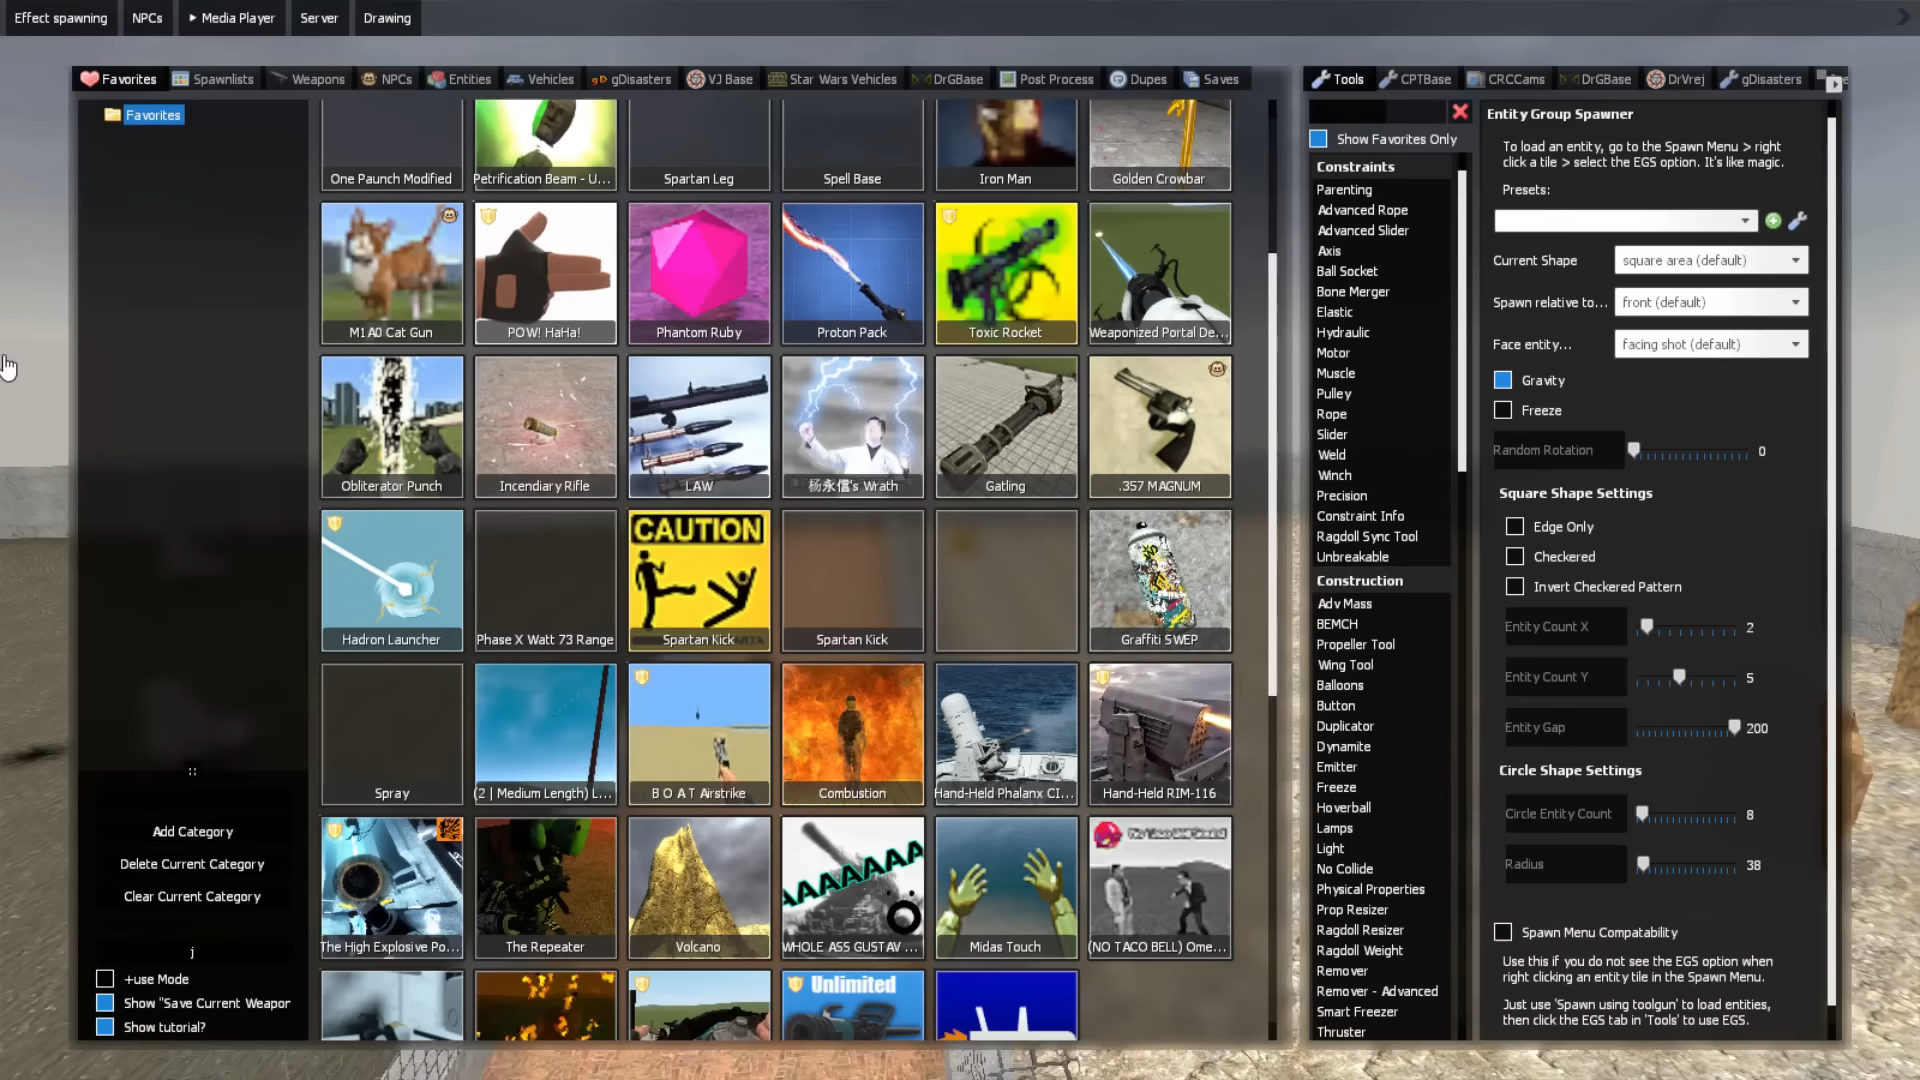 Effect spawning
NPCs
Media Player
Server
Drawing
Favorites
Spawnlists
Weapons
NPCs
Entities
Vehicles
gDisasters
VJ Base
Star Wars Vehicles
DrGBase
Post Process
Dupes
Saves
Tools
CPTBase
CRCCams
DrGBase
DrVrej
gDisasters
Favorites
One Paunch Modified
Petrification Beam - U...
Spartan Leg
Spell Base
Iron Man
Golden Crowbar
M1A0 Cat Gun
POW! HaHa!
Phantom Ruby
Proton Pack
Toxic Rocket
Weaponized Portal De...
Obliterator Punch
Incendiary Rifle
LAW
杨永信's Wrath
Gatling
.357 MAGNUM
Hadron Launcher
Phase X Watt 73 Range
CAUTION
Spartan Kick
Spartan Kick
Graffiti SWEP
Spray
(2 | Medium Length) L...
B O A T Airstrike
Combustion
Hand-Held Phalanx CI...
Hand-Held RIM-116
The High Explosive Po...
The Repeater
Volcano
AAAAAAA
WHOLE ASS GUSTAV ...
Midas Touch
(NO TACO BELL) Ome...
Unlimited
::
Add Category
Delete Current Category
Clear Current Category
j
+use Mode
Show "Save Current Weapon
Show tutorial?
Show Favorites Only
Constraints
Parenting
Advanced Rope
Advanced Slider
Axis
Ball Socket
Bone Merger
Elastic
Hydraulic
Motor
Muscle
Pulley
Rope
Slider
Weld
Winch
Precision
Constraint Info
Ragdoll Sync Tool
Unbreakable
Construction
Adv Mass
BEMCH
Propeller Tool
Wing Tool
Balloons
Button
Duplicator
Dynamite
Emitter
Freeze
Hoverball
Lamps
Light
No Collide
Physical Properties
Prop Resizer
Ragdoll Resizer
Ragdoll Weight
Remover
Remover - Advanced
Smart Freezer
Thruster
Entity Group Spawner
To load an entity, go to the Spawn Menu > right
click a tile > select the EGS option. It's like magic.
Presets:
Current Shape
square area (default)
Spawn relative to...
front (default)
Face entity...
facing shot (default)
Gravity
Freeze
Random Rotation
0
Square Shape Settings
Edge Only
Checkered
Invert Checkered Pattern
Entity Count X
2
Entity Count Y
5
Entity Gap
200
Circle Shape Settings
Circle Entity Count
8
Radius
38
Spawn Menu Compatability
Use this if you do not see the EGS option when
right clicking an entity tile in the Spawn Menu.
Just use 'Spawn using toolgun' to load entities,
then click the EGS tab in 'Tools' to use EGS.